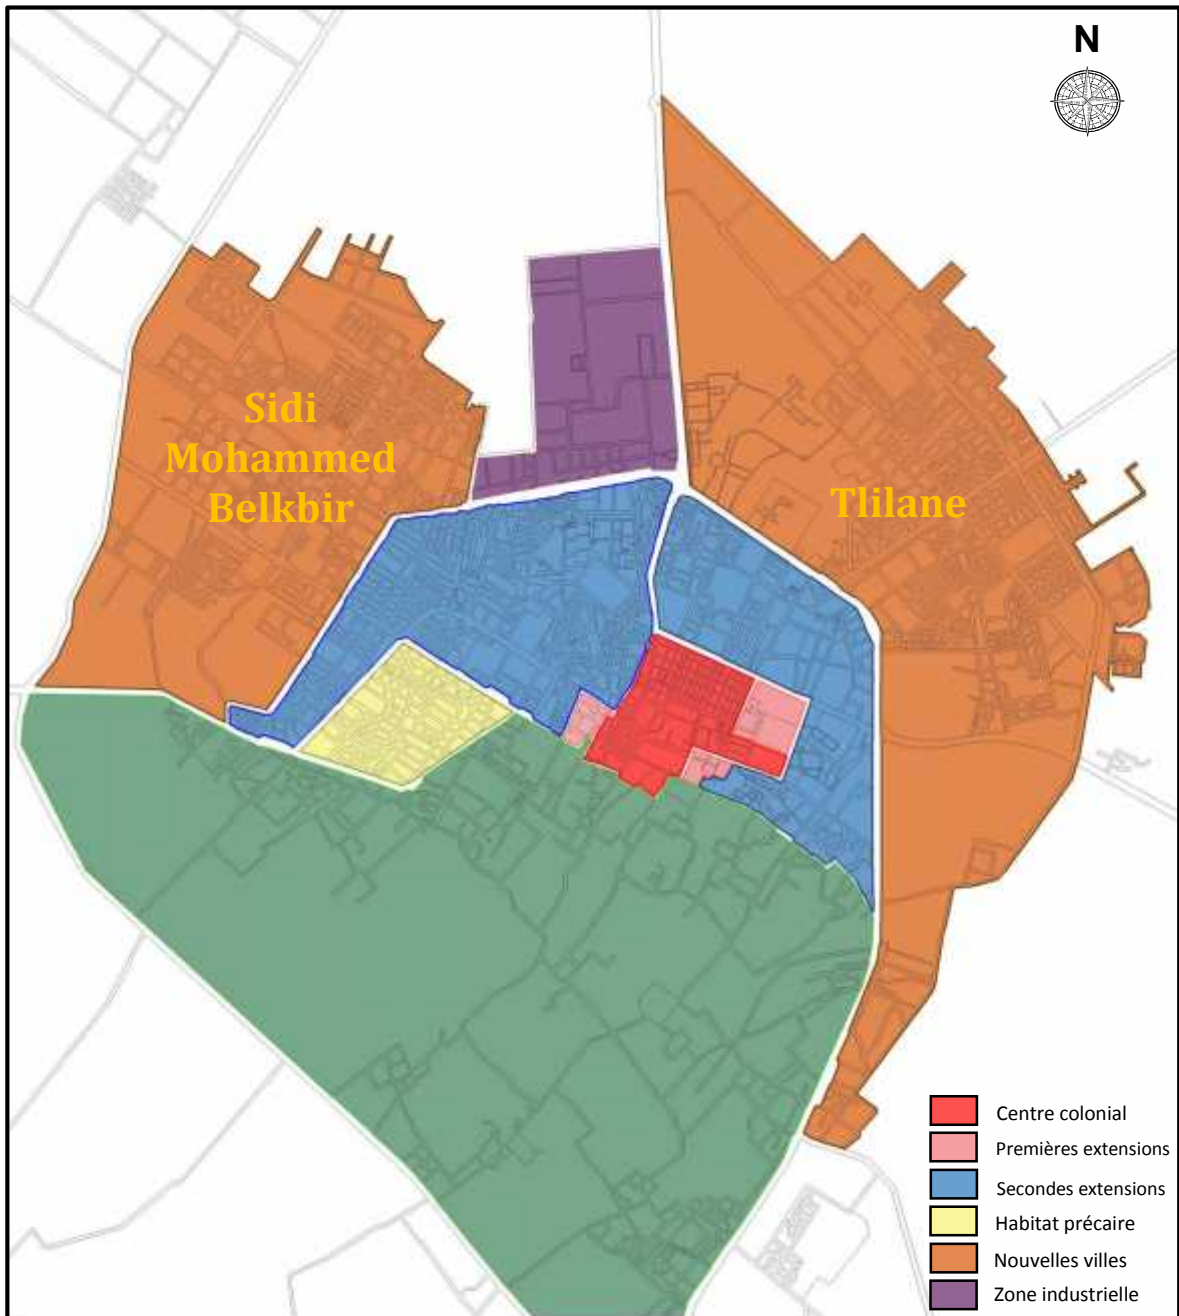 N
Sidi
Mohammed
Belkbir
Tlilane
Centre colonial
Premières extensions
Secondes extensions
Habitat précaire
Nouvelles villes
Zone industrielle